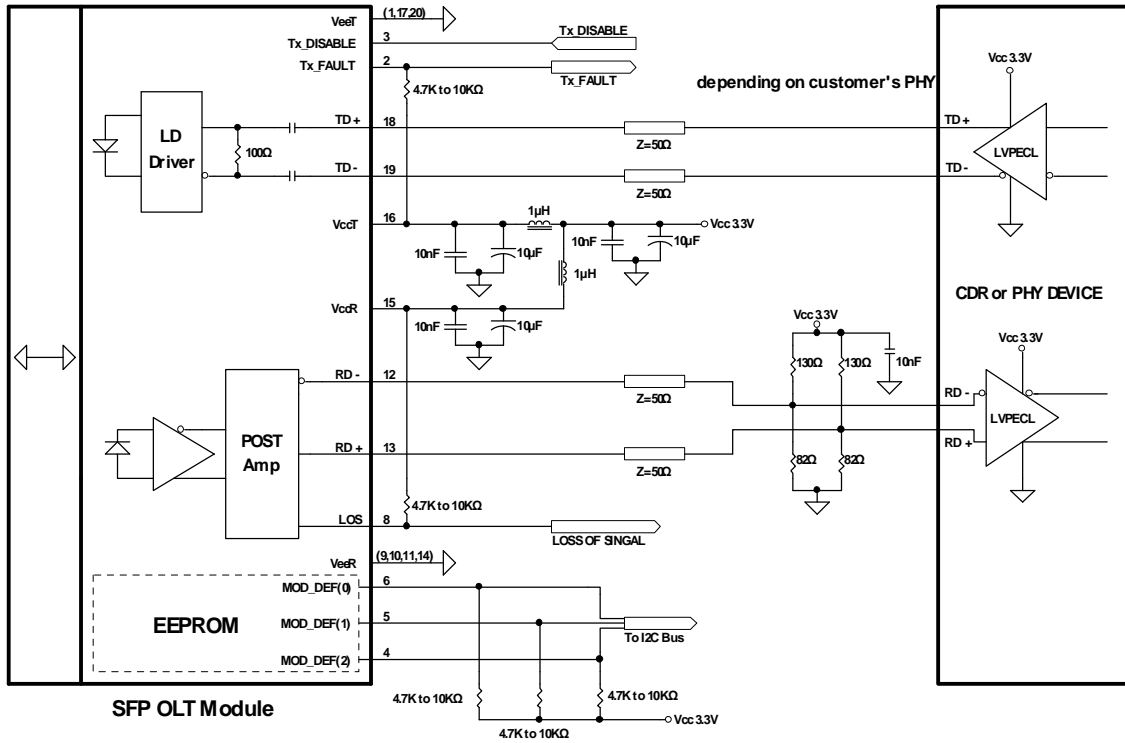 VeeT (1,17,20)
Tx_DISABLE 3 Tx_DISABLE
Tx_FAULT 2 Tx_FAULT
4.7K to 10KΩ
depending on customer's PHY
Vcc 3.3V
LD
Driver
100Ω
TD + 18 Z=50Ω TD +
TD - 19 Z=50Ω TD -
LVPECL
VccT 16 1μH Vcc 3.3V
10nF 10μF 10nF 10μF
1μH
VccR 15
10nF 10μF
CDR or PHY DEVICE
Vcc 3.3V
130Ω 130Ω 10nF
Vcc 3.3V
RD - 12 Z=50Ω RD -
LVPECL
POST
Amp
RD + 13 Z=50Ω RD +
82Ω 82Ω
4.7K to 10KΩ
LOS 8 LOSS OF SINGAL
VeeR (9,10,11,14)
EEPROM
MOD_DEF(0) 6
MOD_DEF(1) 5 To I2C Bus
MOD_DEF(2) 4
4.7K to 10KΩ 4.7K to 10KΩ
4.7K to 10KΩ
Vcc 3.3V
SFP OLT Module